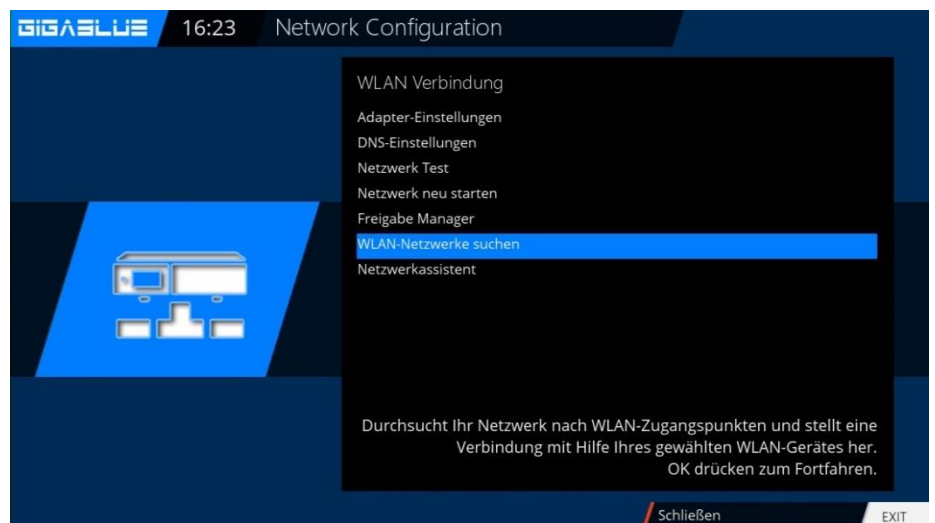 GIGABLUE 16:23 Network Configuration
WLAN Verbindung
Adapter-Einstellungen
DNS-Einstellungen
Netzwerk Test
Netzwerk neu starten
Freigabe Manager
WLAN-Netzwerke suchen
Netzwerkassistent
Durchsucht Ihr Netzwerk nach WLAN-Zugangspunkten und stellt eine
Verbindung mit Hilfe Ihres gewählten WLAN-Gerätes her.
OK drücken zum Fortfahren.
Schließen EXIT